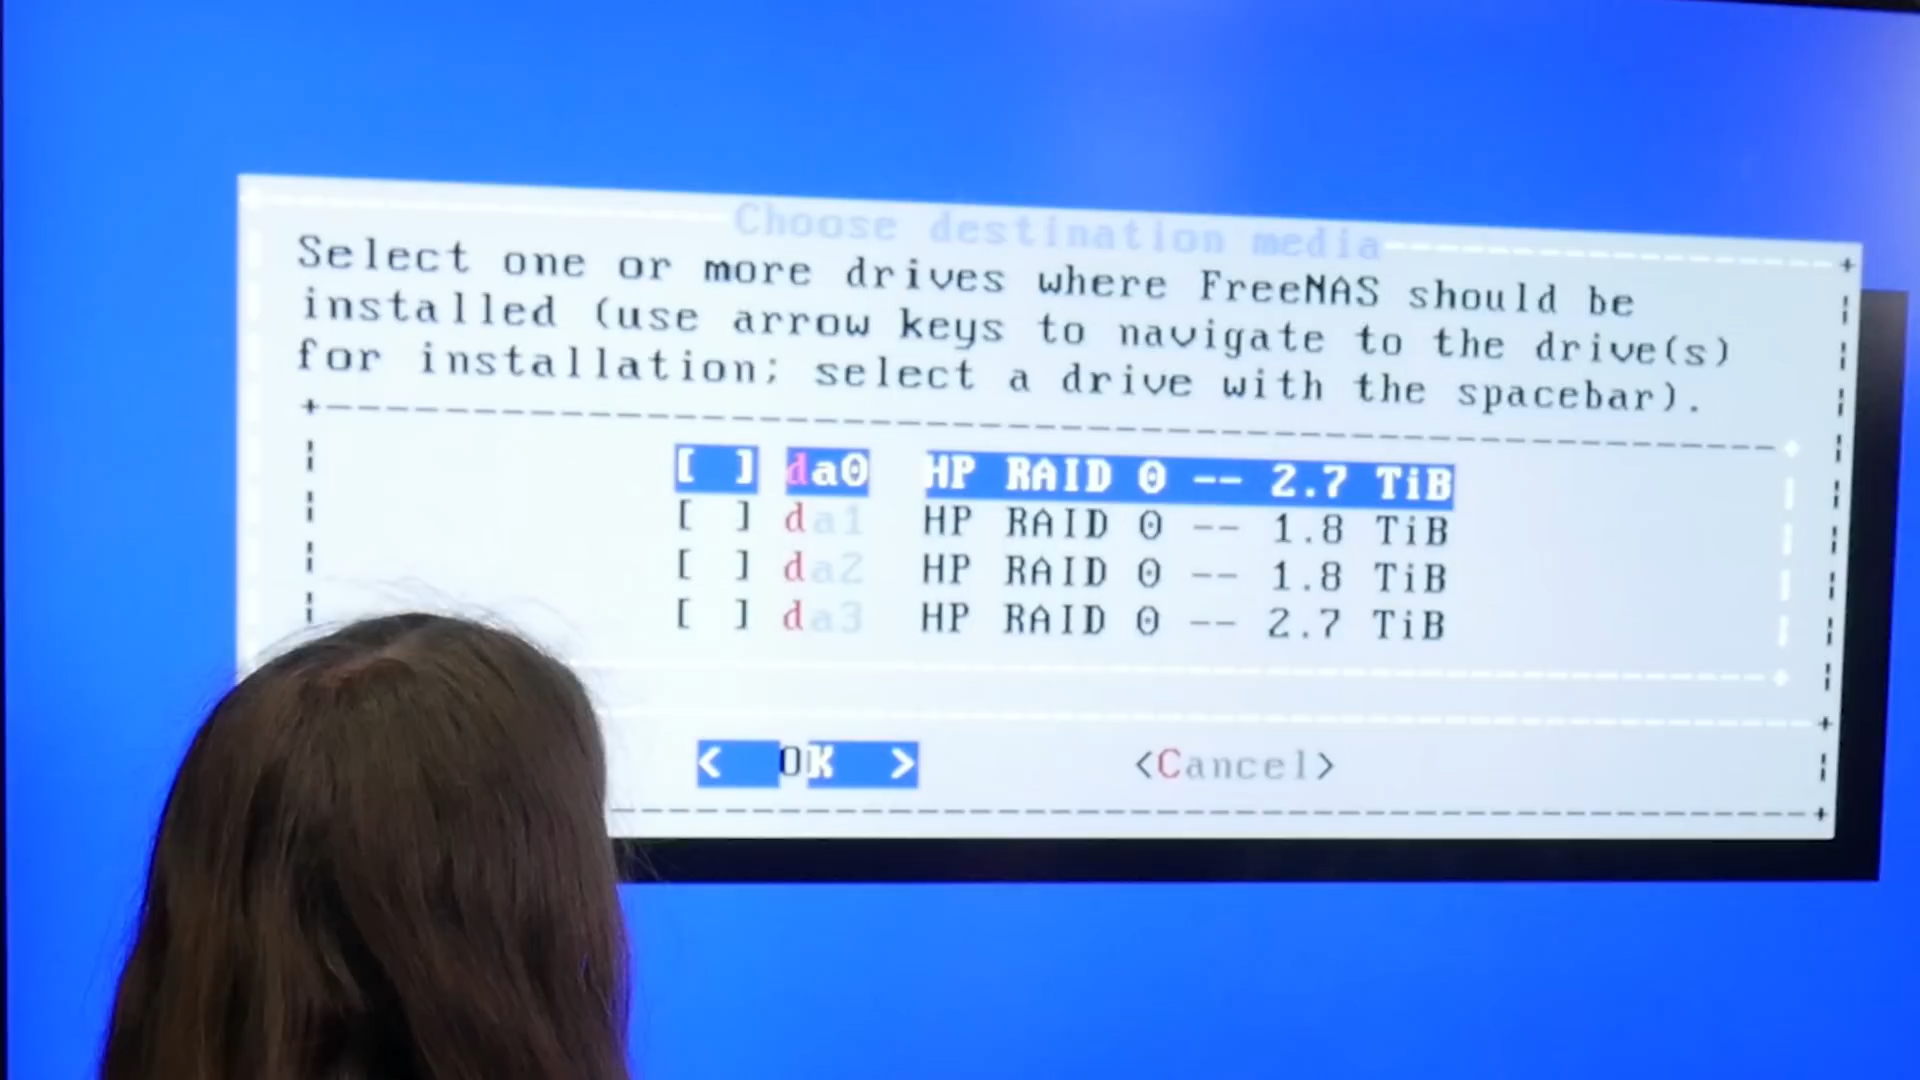 Choose destination media
Select one or more drives where FreeNAS should be
installed (use arrow keys to navigate to the drive(s)
for installation; select a drive with the spacebar).
[ ] da0 HP RAID 0 -- 2.7 TiB
[ ] da1 HP RAID 0 -- 1.8 TiB
[ ] da2 HP RAID 0 -- 1.8 TiB
[ ] da3 HP RAID 0 -- 2.7 TiB
< OK > <Cancel>